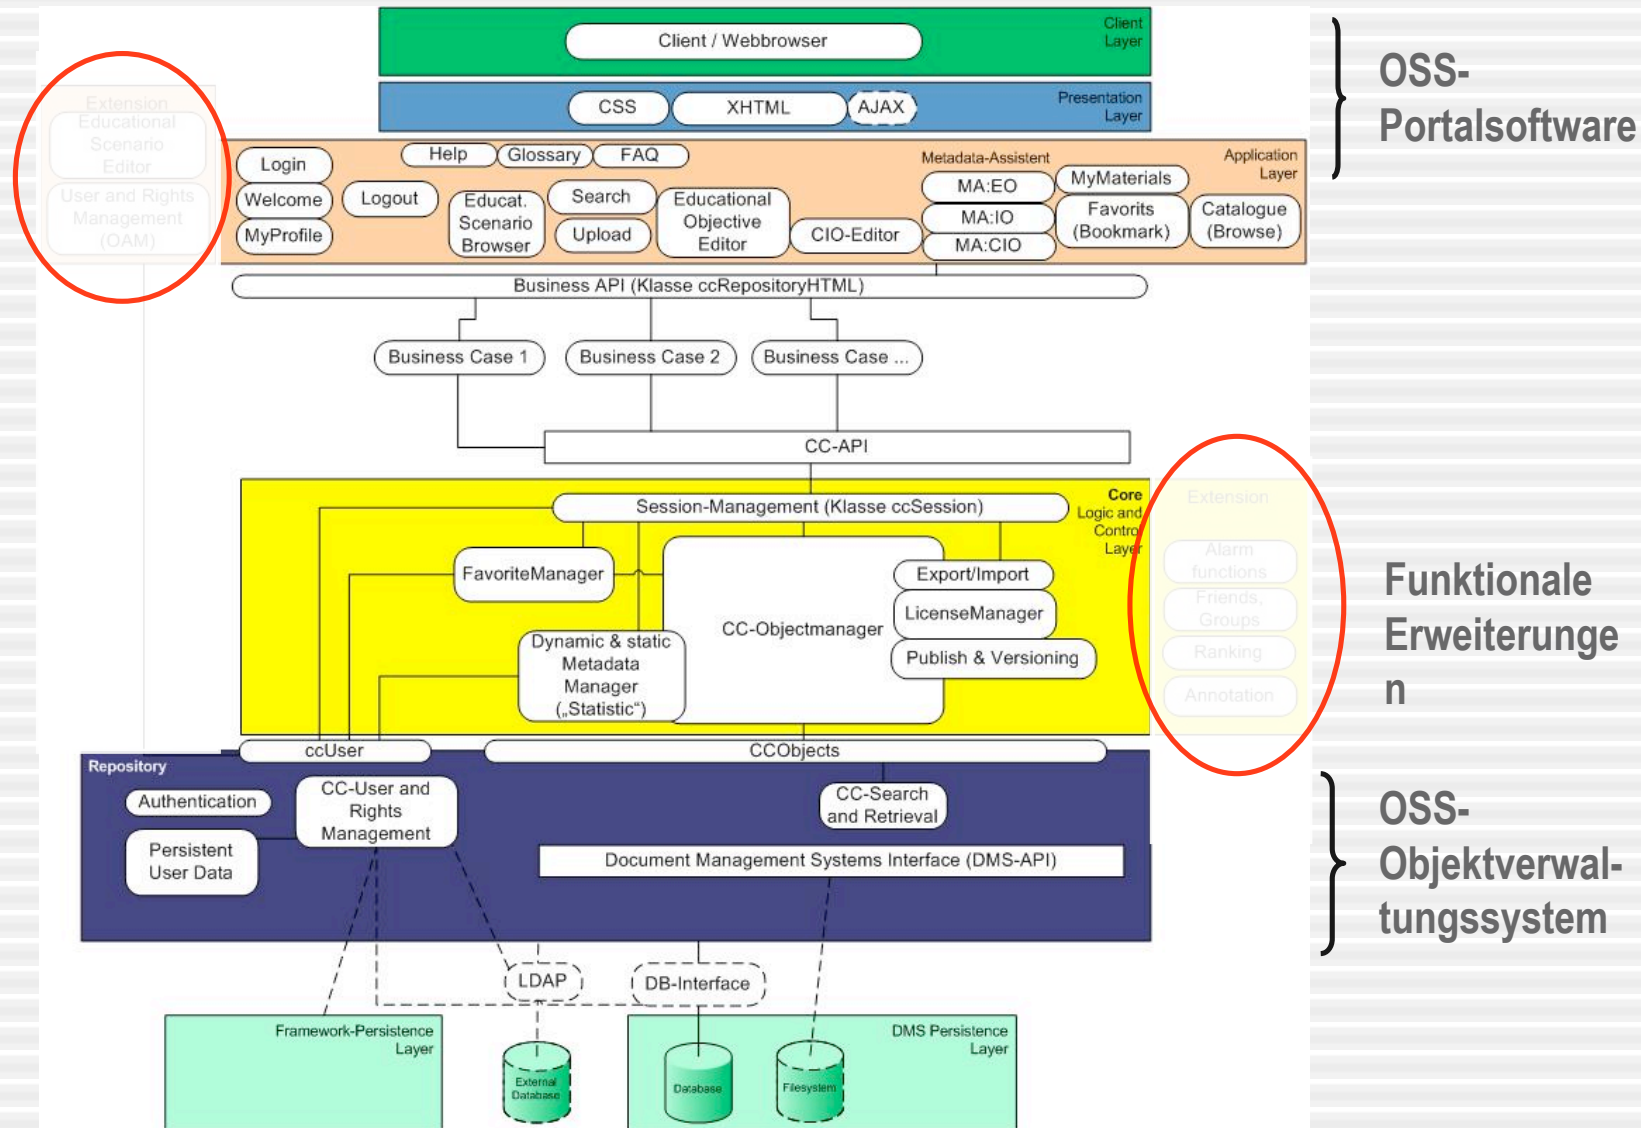 Client / Webbrowser
Client
Layer
CSS
XHTML
AJAX
Presentation
Layer
OSS-
Portalsoftware
Extension
Educational
Scenario
Editor
User and Rights
Management
(OAM)
Login
Welcome
MyProfile
Logout
Help
Glossary
FAQ
Educat.
Scenario
Browser
Search
Upload
Educational
Objective
Editor
CIO-Editor
Metadata-Assistent
MA:EO
MA:IO
MA:CIO
MyMaterials
Favorits
(Bookmark)
Catalogue
(Browse)
Application
Layer
Business API (Klasse ccRepositoryHTML)
Business Case 1
Business Case 2
Business Case ...
CC-API
Session-Management (Klasse ccSession)
Core
Logic and
Control
Layer
FavoriteManager
Dynamic & static
Metadata
Manager
(„Statistic“)
CC-Objectmanager
Export/Import
LicenseManager
Publish & Versioning
Extension
Alarm
functions
Friends,
Groups
Ranking
Annotation
Funktionale
Erweiterunge
n
ccUser
CCObjects
Repository
Authentication
Persistent
User Data
CC-User and
Rights
Management
CC-Search
and Retrieval
Document Management Systems Interface (DMS-API)
OSS-
Objektverwal-
tungssystem
LDAP
DB-Interface
Framework-Persistence
Layer
External
Database
Database
Filesystem
DMS Persistence
Layer